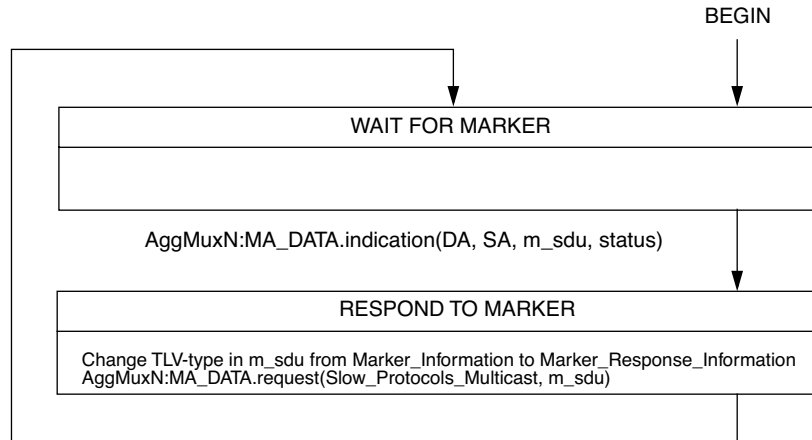 BEGIN
WAIT FOR MARKER
AggMuxN:MA_DATA.indication(DA, SA, m_sdu, status)
RESPOND TO MARKER
Change TLV-type in m_sdu from Marker_Information to Marker_Response_Information
AggMuxN:MA_DATA.request(Slow_Protocols_Multicast, m_sdu)